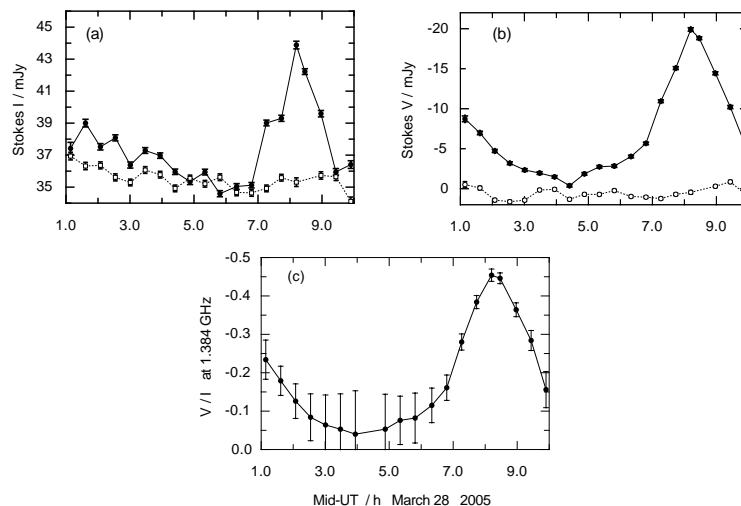 (a)
Stokes I / mJy
45
43
41
39
37
35
1.0 3.0 5.0 7.0 9.0
(b)
Stokes V / mJy
-20
-15
-10
-5
0
1.0 3.0 5.0 7.0 9.0
(c)
V / I at 1.384 GHz
-0.5
-0.4
-0.3
-0.2
-0.1
0.0
1.0 3.0 5.0 7.0 9.0
Mid-UT / h March 28 2005